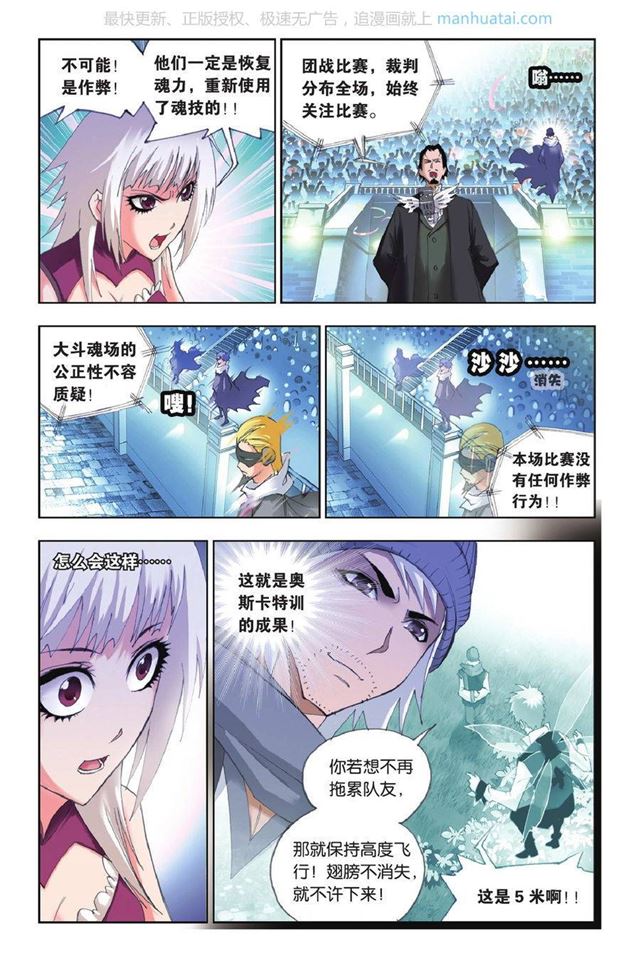 最快更新、正版授权、极速无广告，追漫画就上 manhuatai.com
不可能！
是作弊！
他们一定是恢复
魂力，重新使用
了魂技的！！
团战比赛，裁判
分布全场，始终
关注比赛。
嗡……
大斗魂场的
公正性不容
质疑！
嗖！
沙沙……
消失
本场比赛没
有任何作弊
行为！！
怎么会这样……
这就是奥
斯卡特训
的成果！
你若想不再
拖累队友，
那就保持高度飞
行！翅膀不消失，
就不许下来！
这是5米啊！！